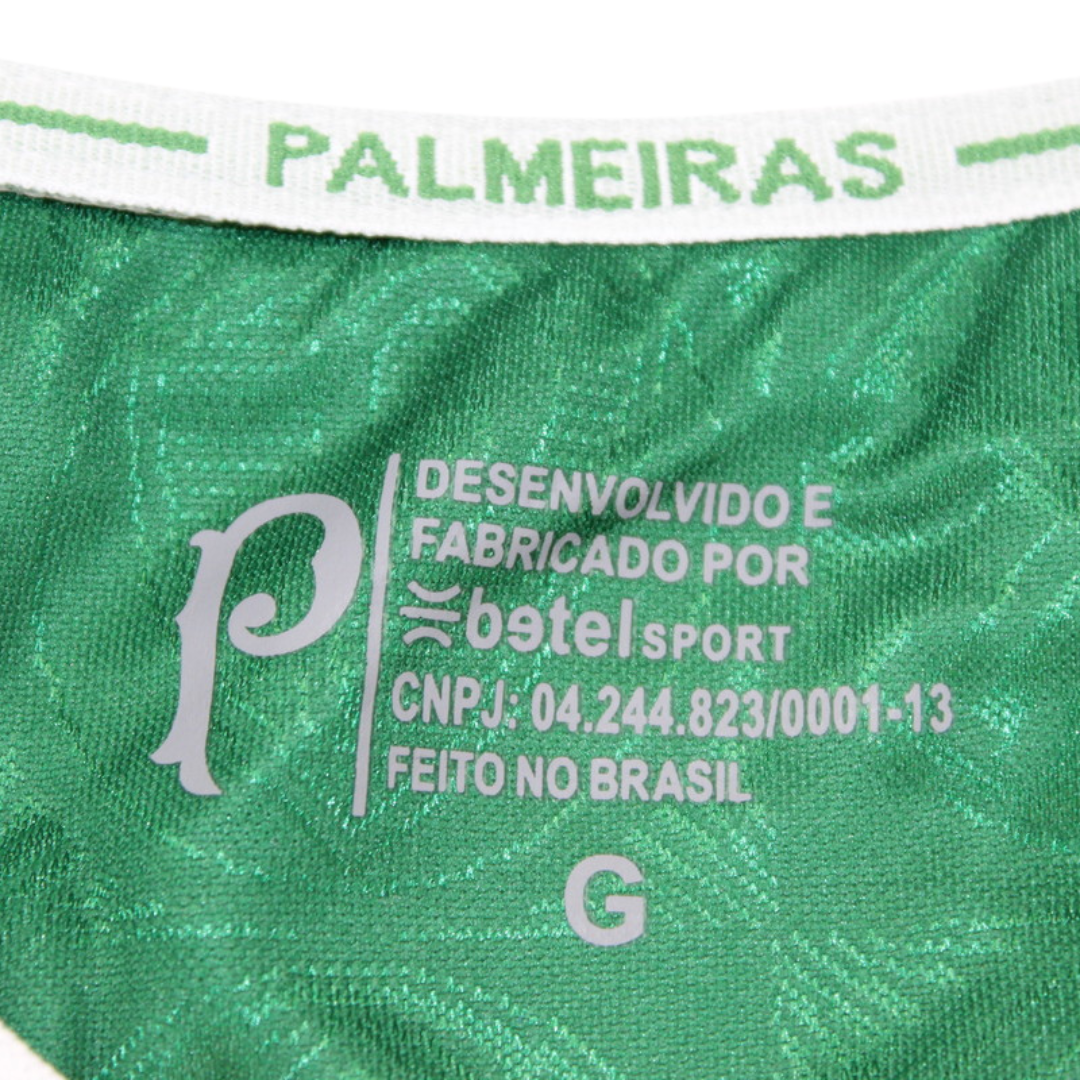 PALMEIRAS
P
DESENVOLVIDO E
FABRICADO POR
betel SPORT
CNPJ: 04.244.823/0001-13
FEITO NO BRASIL
G